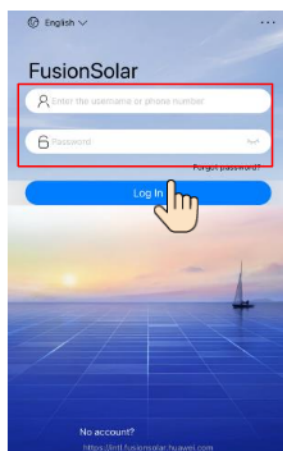 English
FusionSolar
Enter the username or phone number
Password
Forgot password?
Log In
No account?
https://intl.fusionsolar.huawei.com